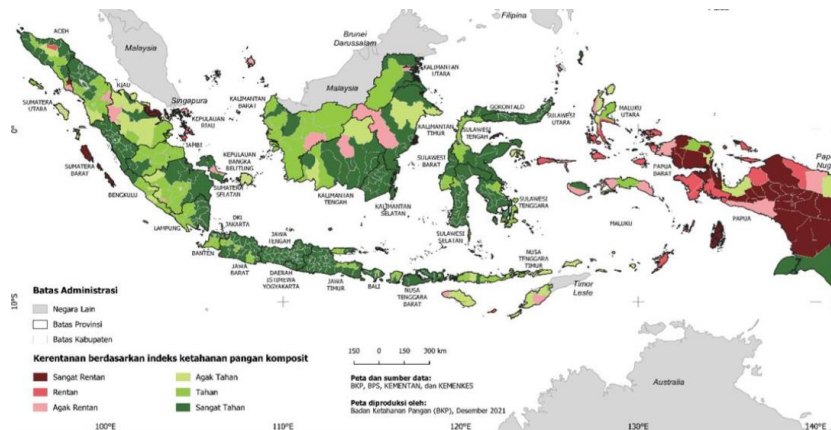 Filipina
ACEH
Malaysia
Brunei
Darussalam
KALIMANTAN
UTARA
Malaysia
RIAU
Singapura
KALIMANTAN
BARAT
GORONTALO
SUMATERA
UTARA
KEPULAUAN
RIAU
SULAWESI
UTARA
MALUKU
UTARA
0°
JAMBI
KALIMANTAN
TIMUR
SULAWESI
TENGAH
KEPULAUAN
BANGKA
BELITUNG
SULAWESI
BARAT
PAPUA
BARAT
SUMATERA
BARAT
SUMATERA
SELATAN
BENGKULU
KALIMANTAN
TENGAH
KALIMANTAN
SELATAN
SULAWESI
TENGGARA
PAPUA
MALUKU
LAMPUNG
DKI
JAKARTA
SULAWESI
SELATAN
JAWA
TENGAH
BANTEN
JAWA
BARAT
DAERAH
ISTIMEWA
YOGYAKARTA
JAWA
TIMUR
BALI
NUSA
TENGGARA
BARAT
NUSA
TENGGARA
TIMUR
Timor
Leste
10°S
Batas Administrasi
Negara Lain
Batas Provinsi
Batas Kabupaten
Kerentanan berdasarkan indeks ketahanan pangan komposit
Sangat Rentan
Agak Tahan
Rentan
Tahan
Agak Rentan
Sangat Tahan
150 0 150 300 km
Peta dan sumber data:
BKP, BPS, KEMENTAN, dan KEMENKES
Peta diproduksi oleh:
Badan Ketahanan Pangan (BKP), Desember 2021
Australia
100°E
110°E
120°E
130°E
140°E